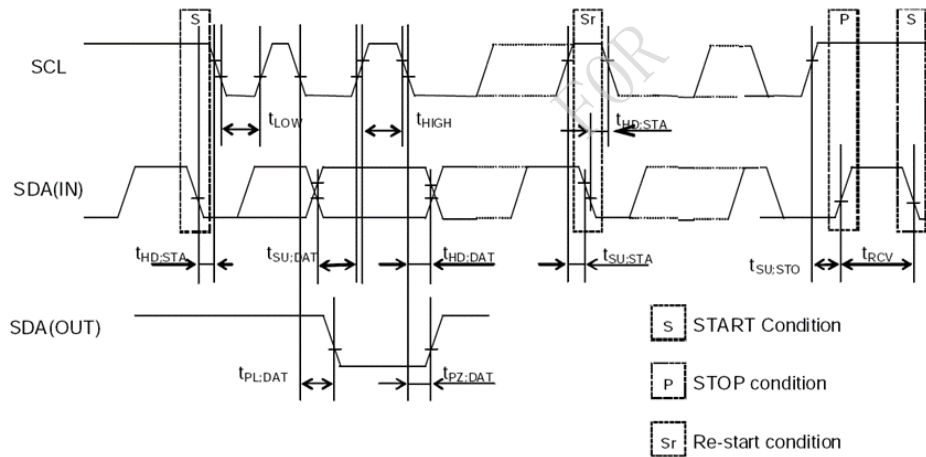 S Sr P S
SCL
FOR
tLOW tHIGH tHD:STA
SDA(IN)
tHD:STA tSU:DAT tHD:DAT tSU:STA tSU:STO tRCV
SDA(OUT)
tPL:DAT tPZ:DAT
S START Condition
P STOP condition
Sr Re-start condition